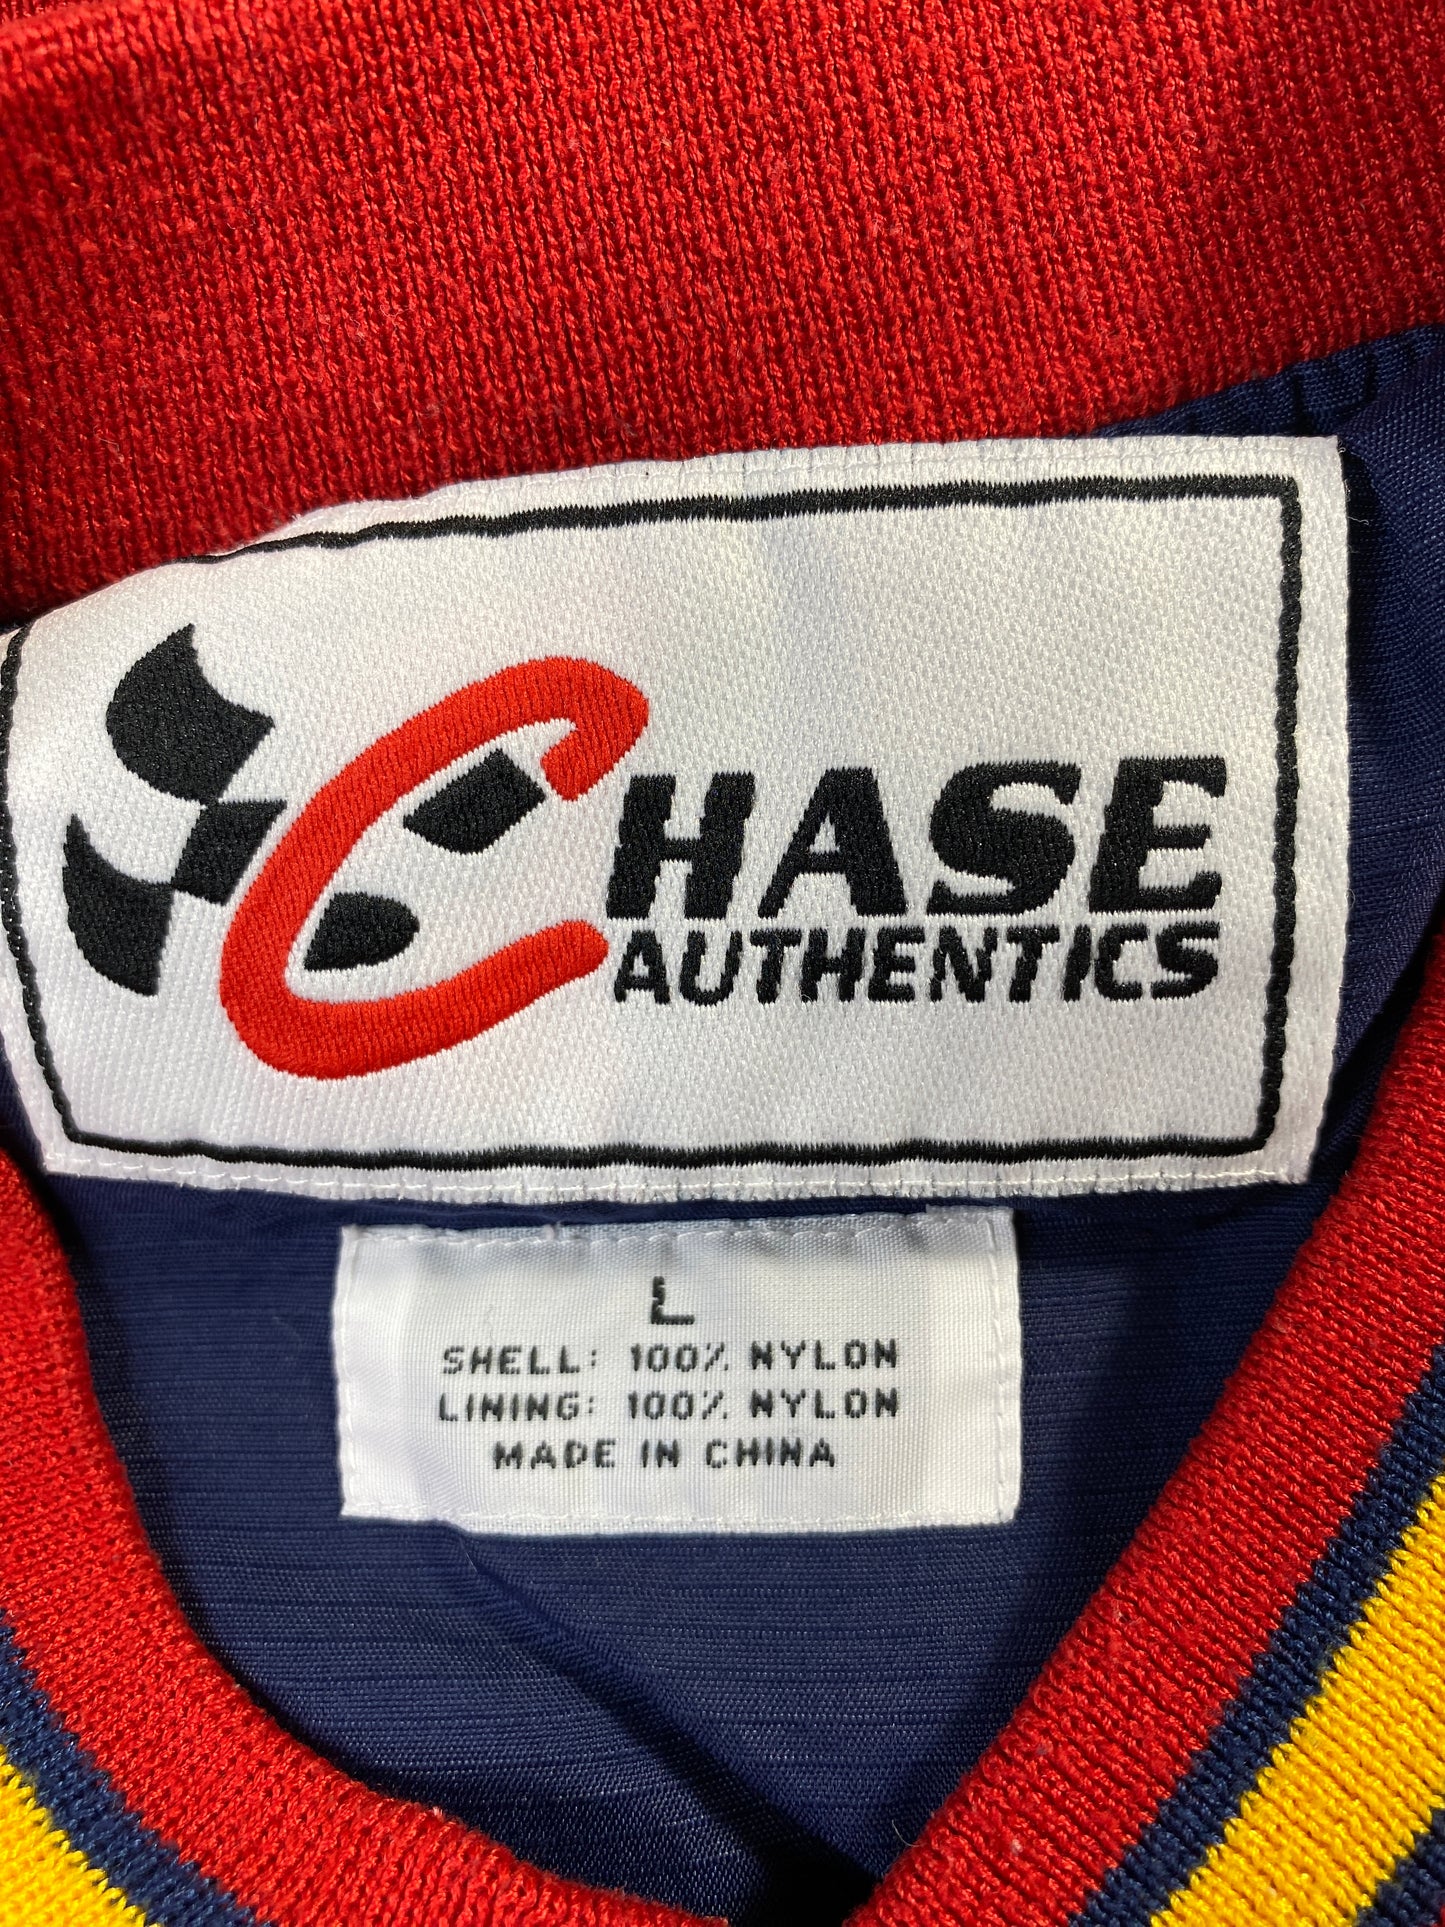 CHASE
AUTHENTICS
L
SHELL: 100% NYLON
LINING: 100% NYLON
MADE IN CHINA